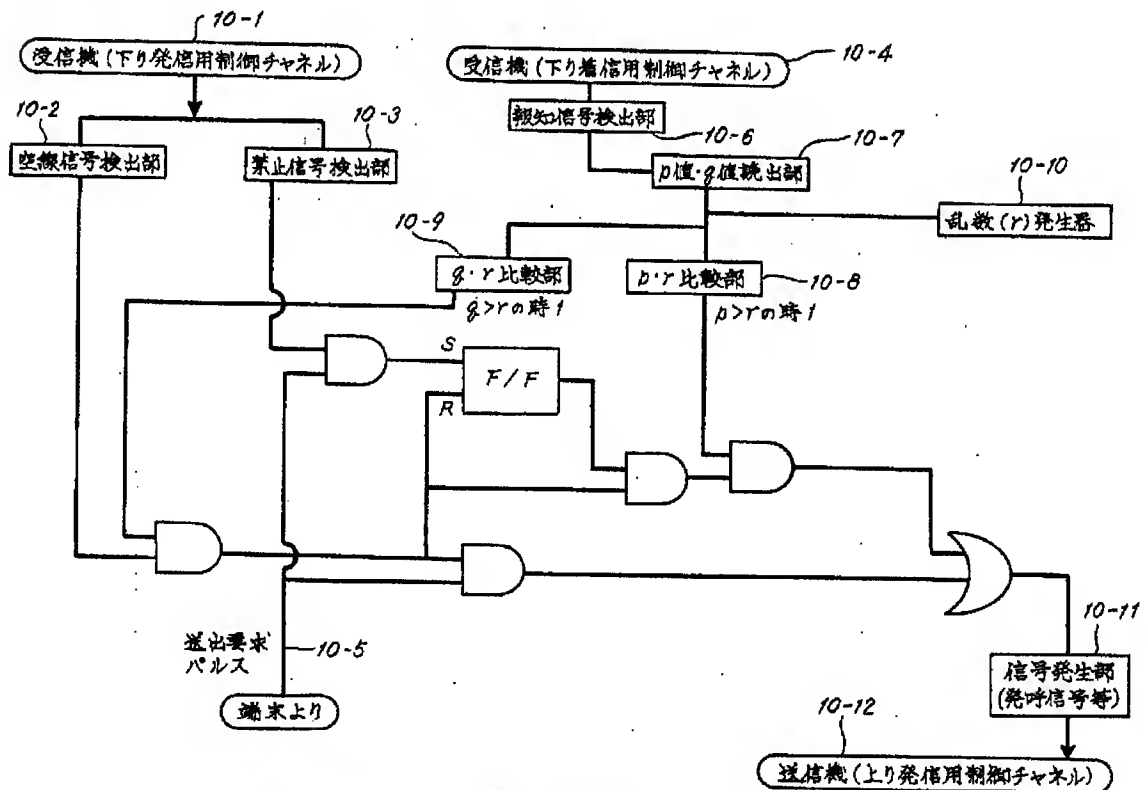 10-1
受信機(下り発信用制御チャネル)
10-4
受信機(下り着信用制御チャネル)
10-2
10-3
報知信号検出部
10-6
10-7
空線信号検出部
禁止信号検出部
p値・g値検出部
10-10
乱数(r)発生器
10-9
g・r比較部
p・r比較部
10-8
g>rの時1
p>rの時1
S
F/F
R
送出要求
パルス
10-5
端末より
10-11
信号発生部
(発呼信号等)
10-12
送信機(上り発信用制御チャネル)